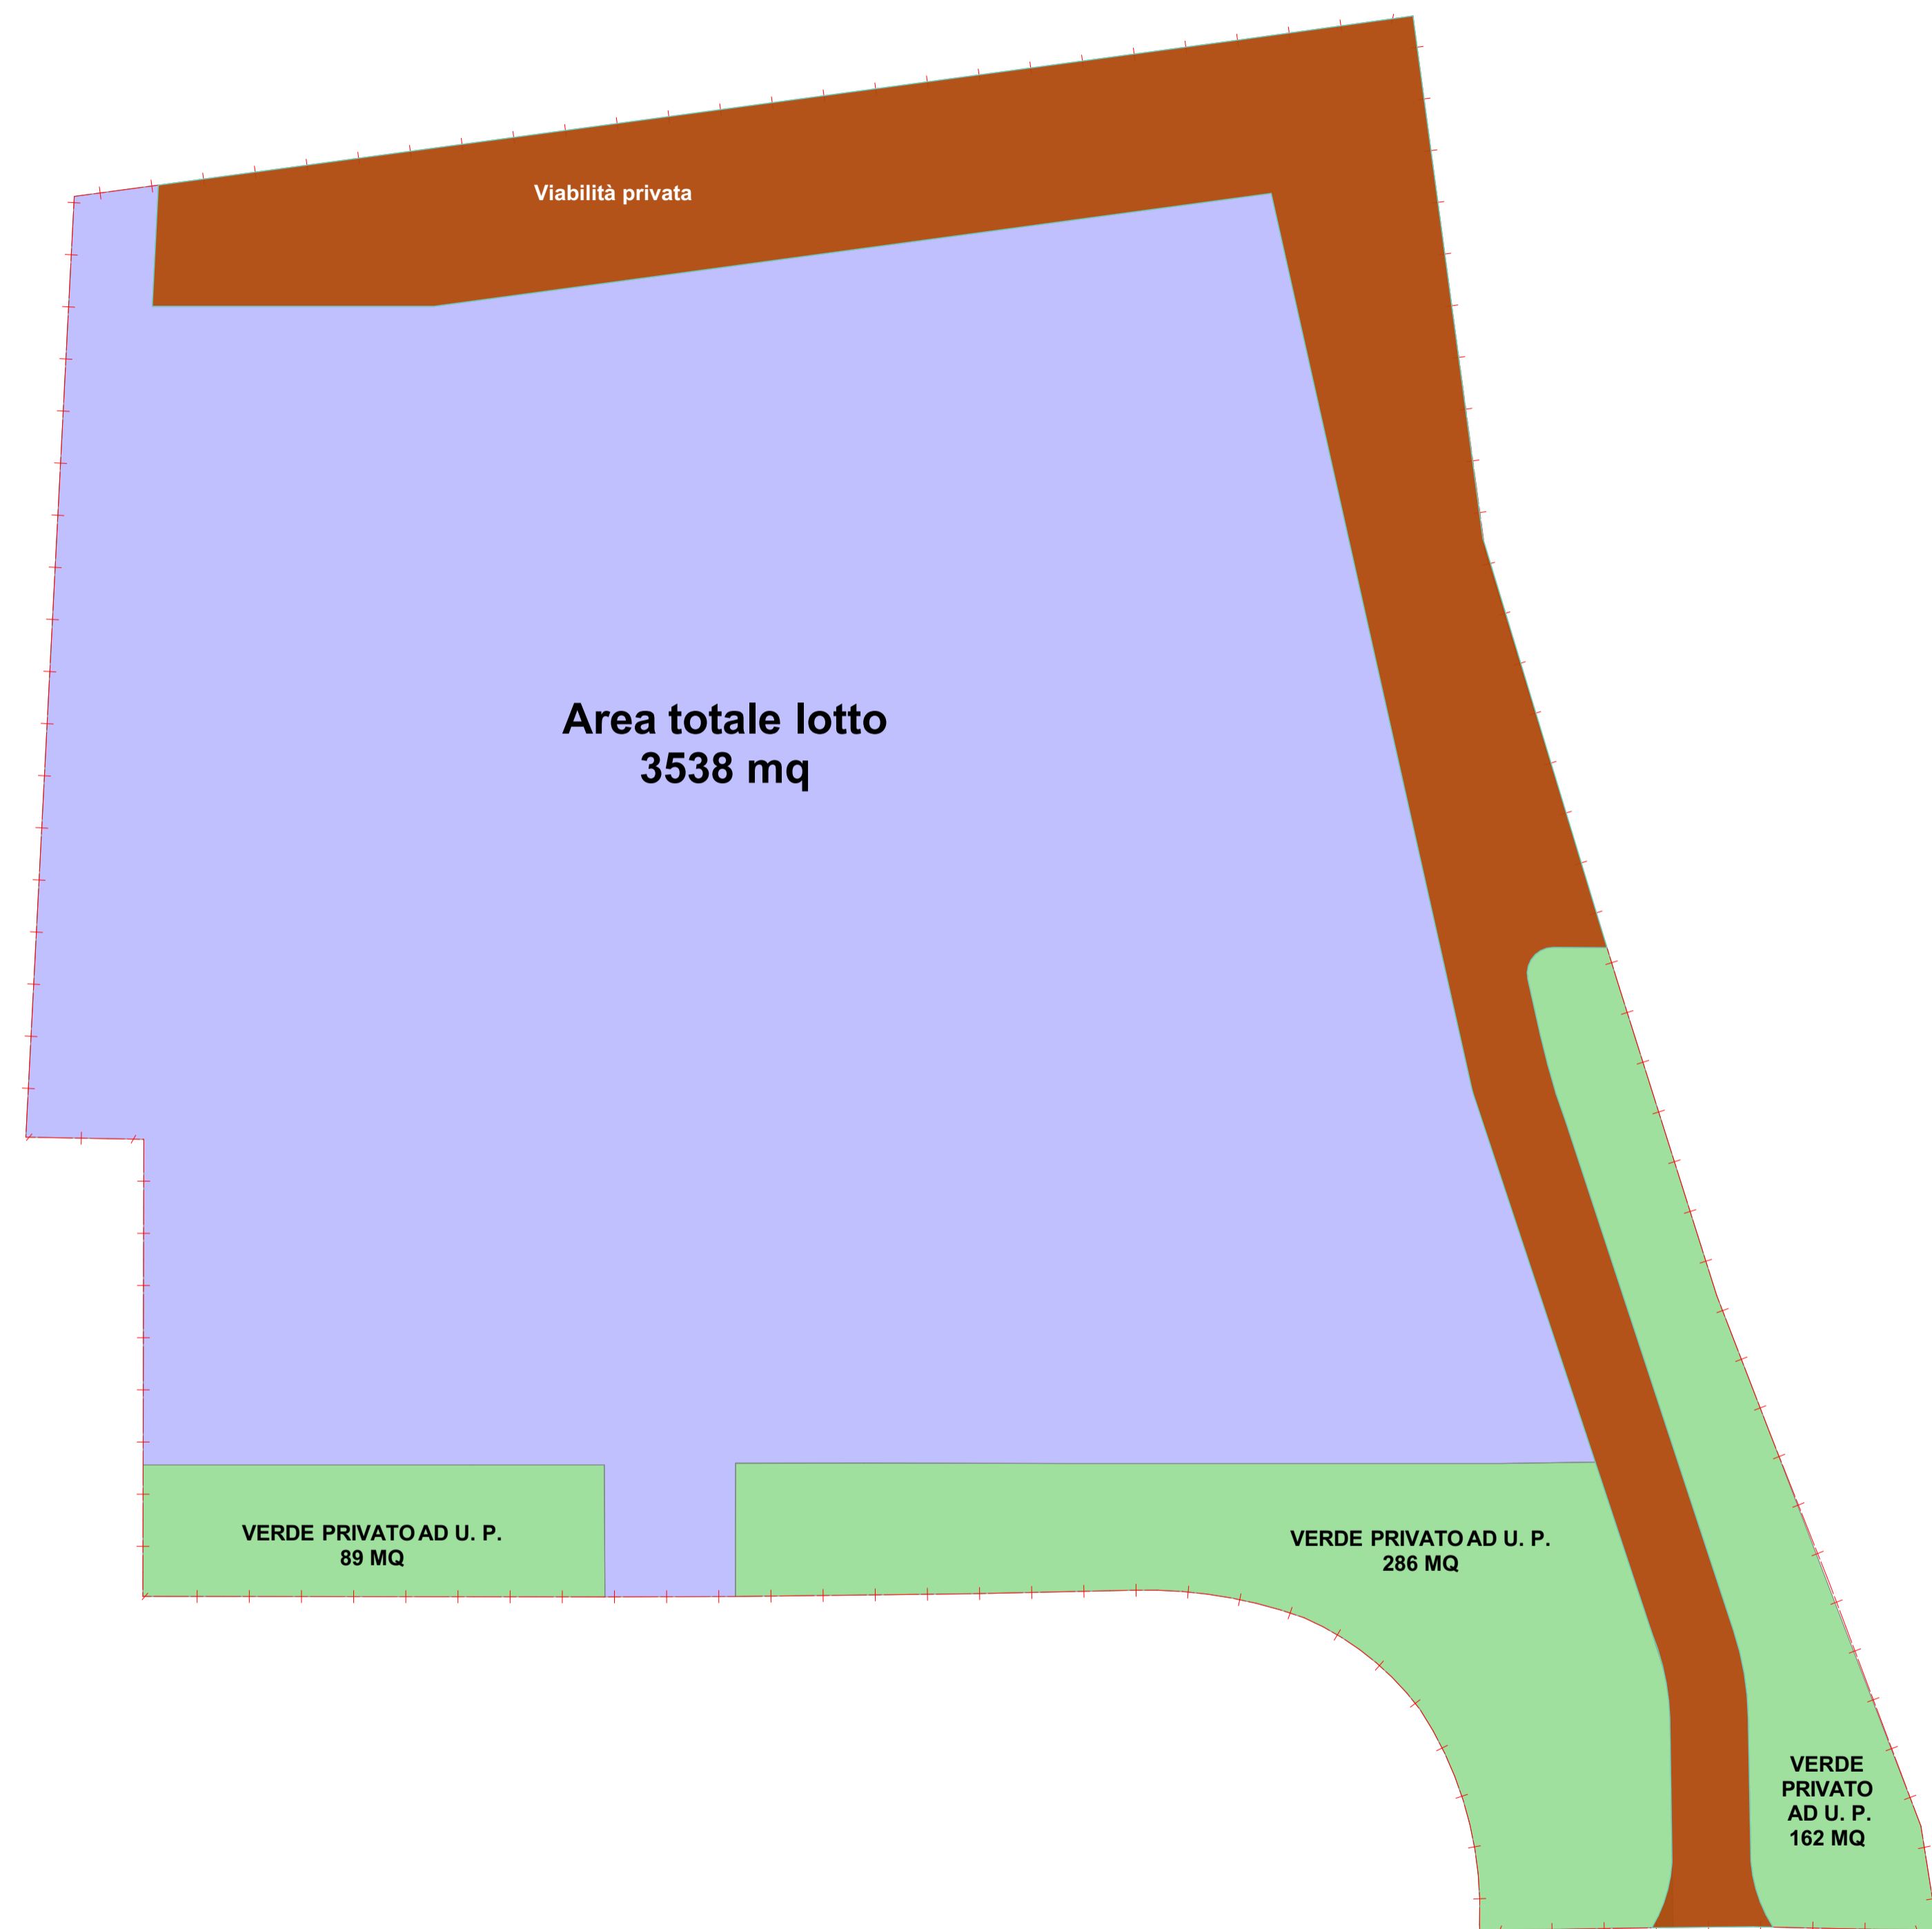 Viabilità privata
Area totale lotto
3538 mq
VERDE PRIVATO AD U. P.
89 MQ
VERDE PRIVATO AD U. P.
286 MQ
VERDE
PRIVATO
AD U. P.
162 MQ